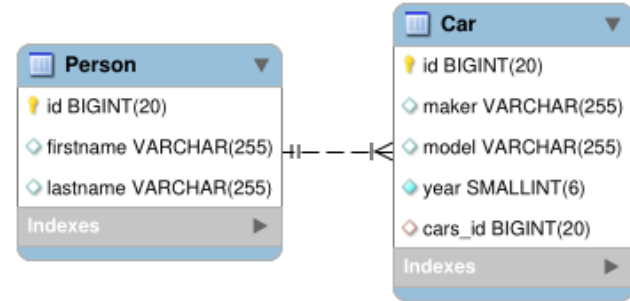 Person
id BIGINT(20)
firstname VARCHAR(255)
lastname VARCHAR(255)
Indexes
Car
id BIGINT(20)
maker VARCHAR(255)
model VARCHAR(255)
year SMALLINT(6)
cars_id BIGINT(20)
Indexes